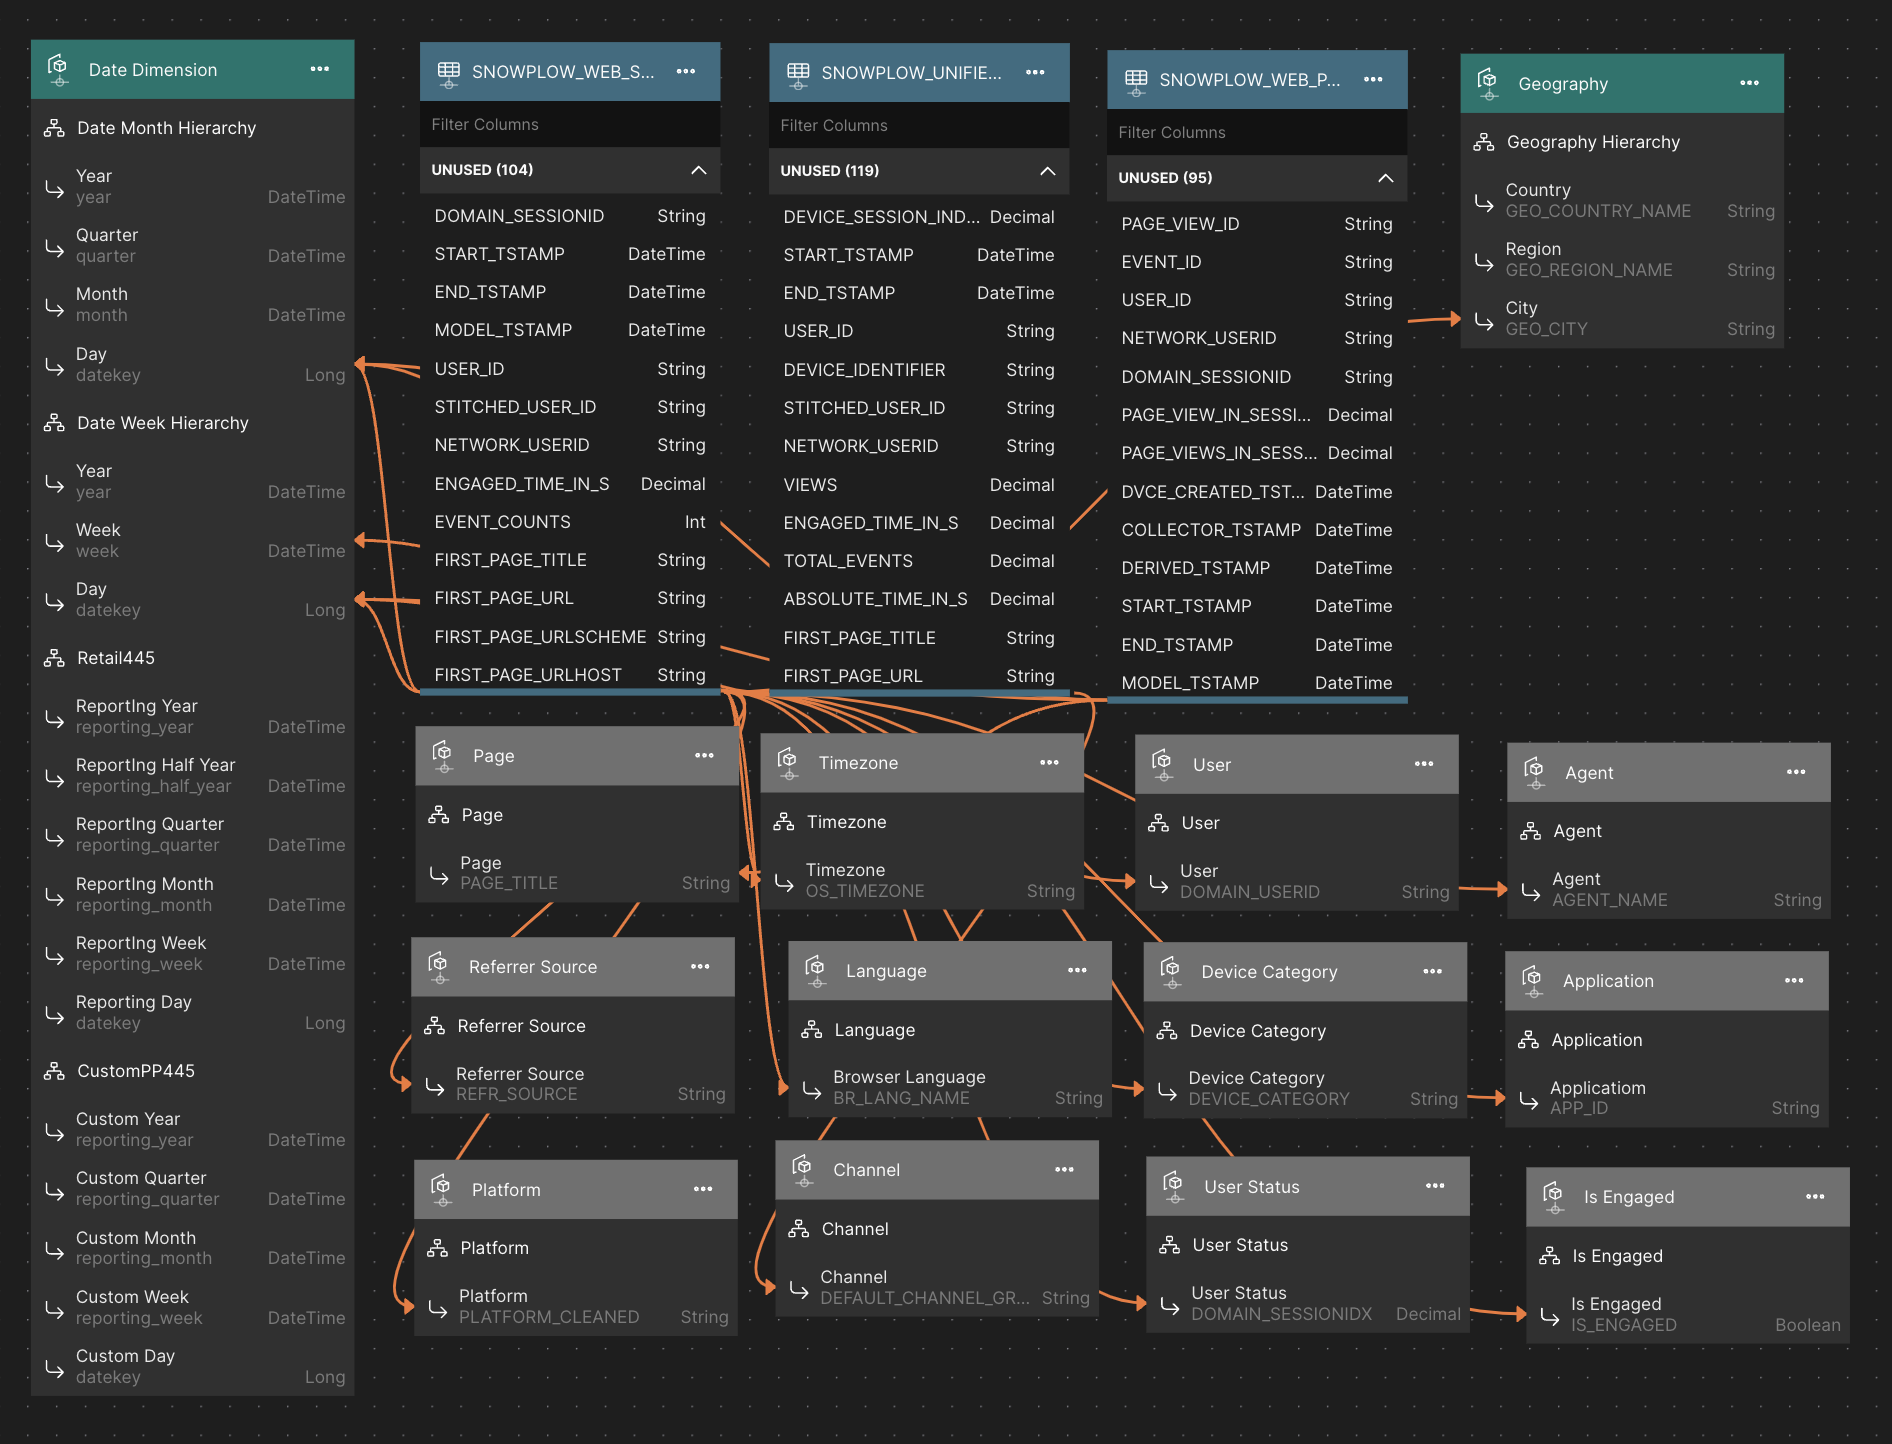 Date Dimension
Date Month Hierarchy
Year
year DateTime
Quarter
quarter DateTime
Month
month DateTime
Day
datekey Long
Date Week Hierarchy
Year
year DateTime
Week
week DateTime
Day
datekey Long
Retail445
ReportIng Year
reporting_year DateTime
ReportIng Half Year
reporting_half_year DateTime
ReportIng Quarter
reporting_quarter DateTime
ReportIng Month
reporting_month DateTime
ReportIng Week
reporting_week DateTime
Reporting Day
datekey Long
CustomPP445
Custom Year
reporting_year DateTime
Custom Quarter
reporting_quarter DateTime
Custom Month
reporting_month DateTime
Custom Week
reporting_week DateTime
Custom Day
datekey Long
SNOWPLOW_WEB_S...
Filter Columns
UNUSED (104)
DOMAIN_SESSIONID String
START_TSTAMP DateTime
END_TSTAMP DateTime
MODEL_TSTAMP DateTime
USER_ID String
STITCHED_USER_ID String
NETWORK_USERID String
ENGAGED_TIME_IN_S Decimal
EVENT_COUNTS Int
FIRST_PAGE_TITLE String
FIRST_PAGE_URL String
FIRST_PAGE_URLSCHEME String
FIRST_PAGE_URLHOST String
SNOWPLOW_UNIFIE...
Filter Columns
UNUSED (119)
DEVICE_SESSION_IND... Decimal
START_TSTAMP DateTime
END_TSTAMP DateTime
USER_ID String
DEVICE_IDENTIFIER String
STITCHED_USER_ID String
NETWORK_USERID String
VIEWS Decimal
ENGAGED_TIME_IN_S Decimal
TOTAL_EVENTS Decimal
ABSOLUTE_TIME_IN_S Decimal
FIRST_PAGE_TITLE String
FIRST_PAGE_URL String
SNOWPLOW_WEB_P...
Filter Columns
UNUSED (95)
PAGE_VIEW_ID String
EVENT_ID String
USER_ID String
NETWORK_USERID String
DOMAIN_SESSIONID String
PAGE_VIEW_IN_SESSI... Decimal
PAGE_VIEWS_IN_SESS... Decimal
DVCE_CREATED_TST... DateTime
COLLECTOR_TSTAMP DateTime
DERIVED_TSTAMP DateTime
START_TSTAMP DateTime
END_TSTAMP DateTime
MODEL_TSTAMP DateTime
Geography
Geography Hierarchy
Country
GEO_COUNTRY_NAME String
Region
GEO_REGION_NAME String
City
GEO_CITY String
Page
Page
Page
PAGE_TITLE String
Timezone
Timezone
Timezone
OS_TIMEZONE String
User
User
User
DOMAIN_USERID String
Agent
Agent
Agent
AGENT_NAME String
Referrer Source
Referrer Source
Referrer Source
REFR_SOURCE String
Language
Language
Browser Language
BR_LANG_NAME String
Device Category
Device Category
Device Category
DEVICE_CATEGORY String
Application
Application
Applicatiom
APP_ID String
Platform
Platform
Platform
PLATFORM_CLEANED String
Channel
Channel
Channel
DEFAULT_CHANNEL_GR... String
User Status
User Status
User Status
DOMAIN_SESSIONIDX Decimal
Is Engaged
Is Engaged
Is Engaged
IS_ENGAGED Boolean